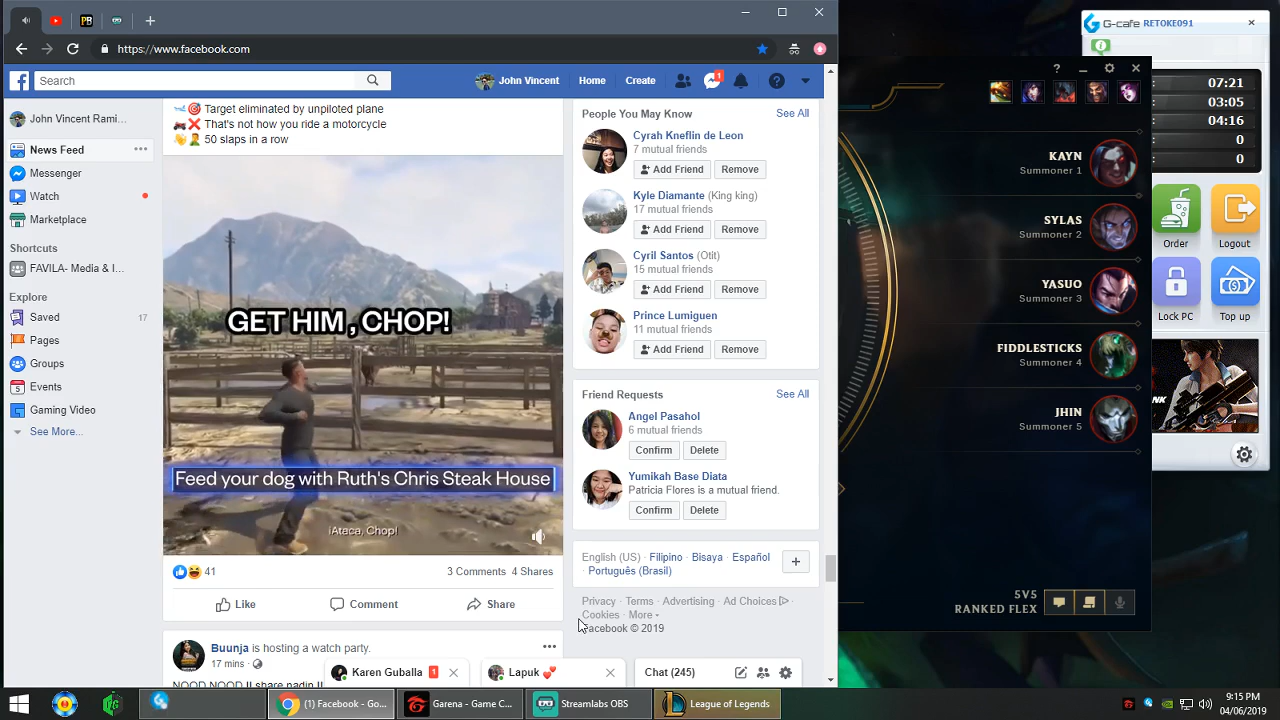 https://www.facebook.com
G-cafe RETOKE091
Search
John Vincent
Home
Create
1
John Vincent Rami...
News Feed
Messenger
Watch
Marketplace
Shortcuts
FAVILA- Media & I...
Explore
Saved 17
Pages
Groups
Events
Gaming Video
See More...
Target eliminated by unpiloted plane
That's not how you ride a motorcycle
50 slaps in a row
GET HIM , CHOP!
Feed your dog with Ruth's Chris Steak House
¡Ataca, Chop!
41
3 Comments 4 Shares
Like
Comment
Share
Buunja is hosting a watch party.
17 mins ·
People You May Know
See All
Cyrah Kneflin de Leon
7 mutual friends
Add Friend
Remove
Kyle Diamante (King king)
17 mutual friends
Add Friend
Remove
Cyril Santos (Otit)
15 mutual friends
Add Friend
Remove
Prince Lumiguen
11 mutual friends
Add Friend
Remove
Friend Requests
See All
Angel Pasahol
6 mutual friends
Confirm
Delete
Yumikah Base Diata
Patricia Flores is a mutual friend.
Confirm
Delete
English (US) · Filipino · Bisaya · Español
· Português (Brasil)
Privacy · Terms · Advertising · Ad Choices ·
Cookies · More
Facebook © 2019
Karen Guballa 1
Lapuk
Chat (245)
KAYN
Summoner 1
SYLAS
Summoner 2
YASUO
Summoner 3
FIDDLESTICKS
Summoner 4
JHIN
Summoner 5
5V5
RANKED FLEX
: 07:21
: 03:05
: 04:16
: 0
: 0
Order
Logout
Lock PC
Top up
(1) Facebook - Go...
Garena - Game C...
Streamlabs OBS
League of Legends
9:15 PM
04/06/2019